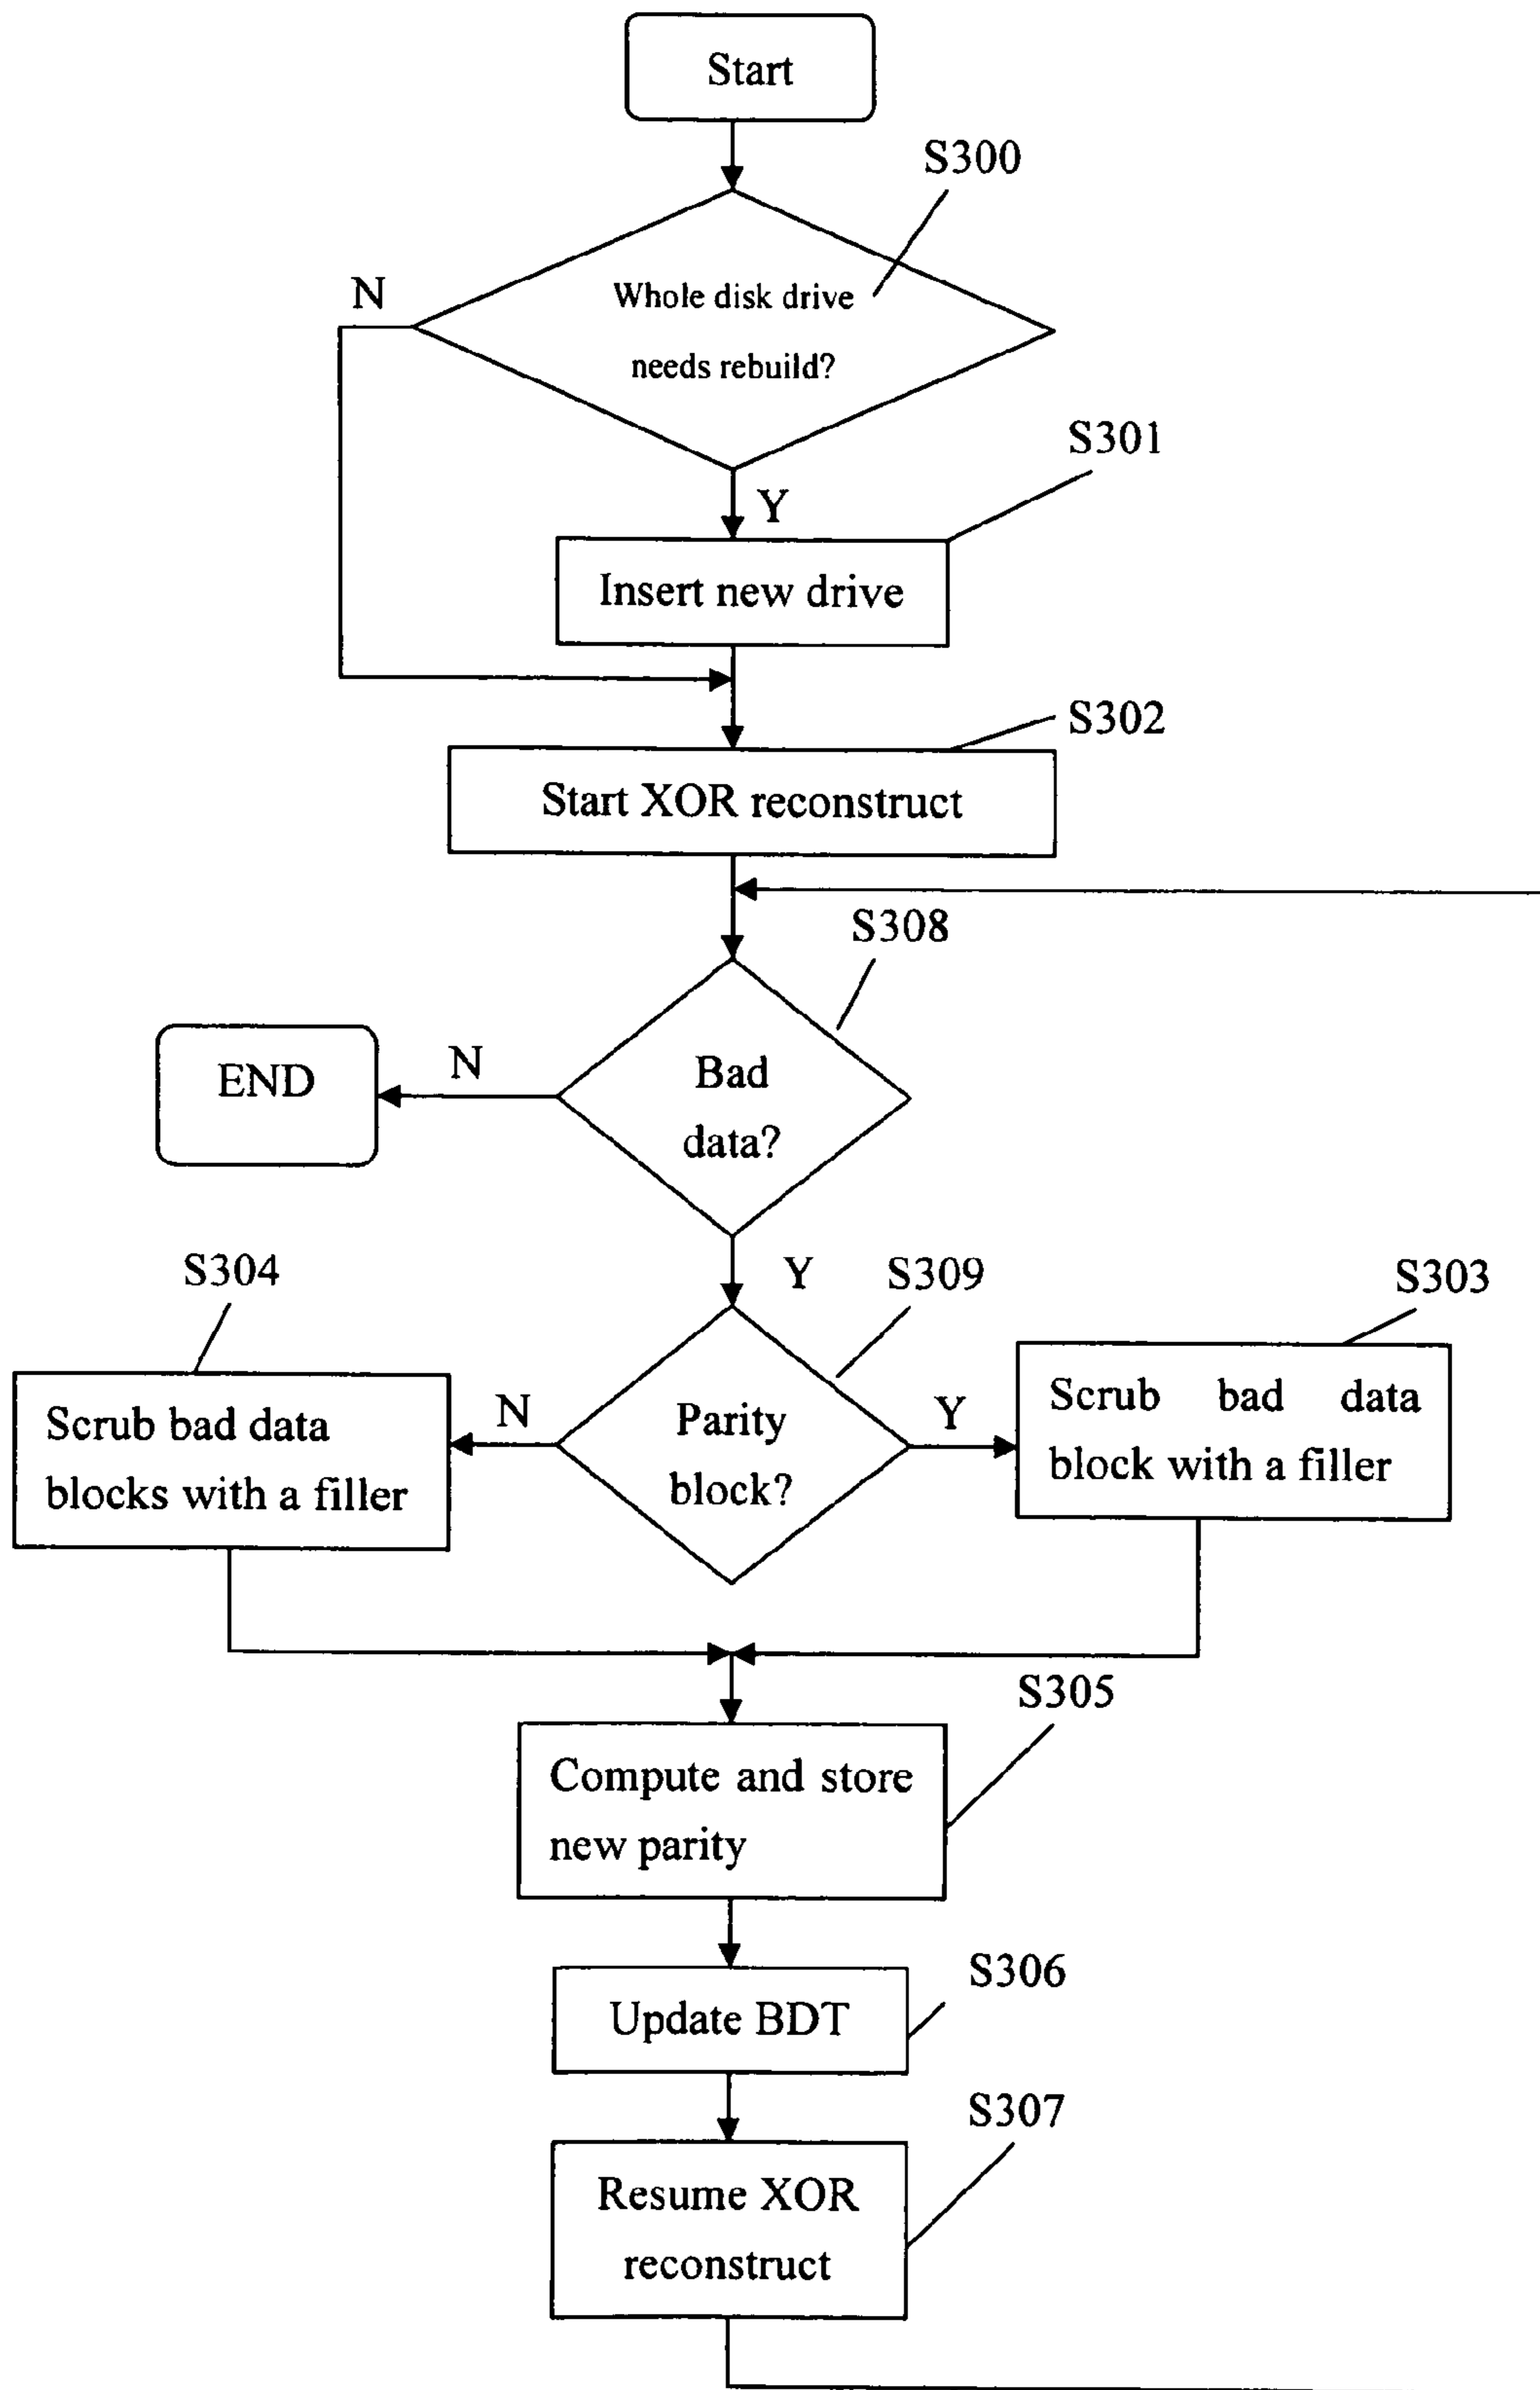 Start
S300
N
Whole disk drive
needs rebuild?
S301
Y
Insert new drive
S302
Start XOR reconstruct
S308
END
N
Bad
data?
S304
Y
S309
S303
Scrub bad data
blocks with a filler
N
Parity
block?
Y
Scrub bad data
block with a filler
S305
Compute and store
new parity
S306
Update BDT
S307
Resume XOR
reconstruct